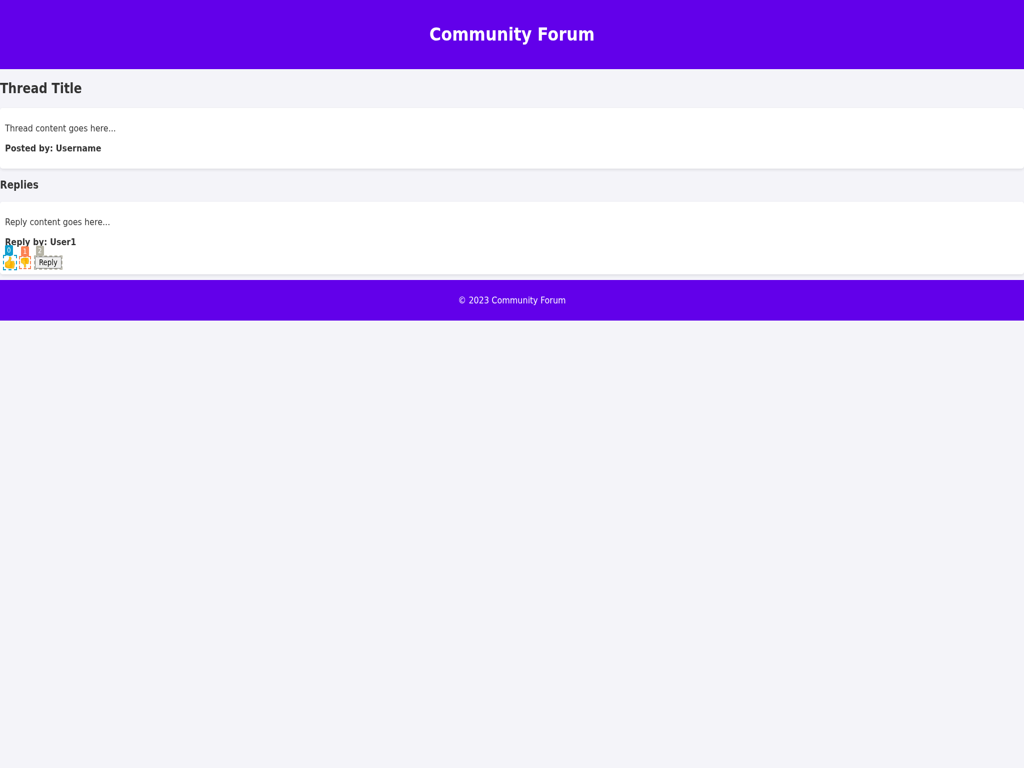 Community Forum
Thread Title
Thread content goes here...
Posted by: Username
Replies
Reply content goes here...
Reply by: User1
0 1 2
👍 👎 Reply
© 2023 Community Forum